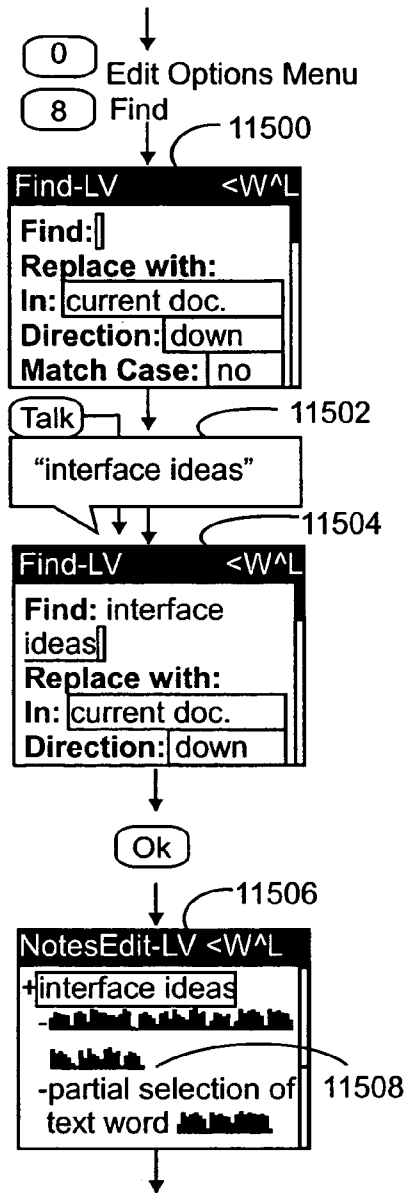 0 Edit Options Menu
8 Find
11500
Find-LV <W^L
Find:
Replace with:
In: current doc.
Direction: down
Match Case: no
Talk
11502
“interface ideas”
11504
Find-LV <W^L
Find: interface
ideas
Replace with:
In: current doc.
Direction: down
Ok
11506
NotesEdit-LV <W^L
+interface ideas
-
-partial selection of
text word
11508